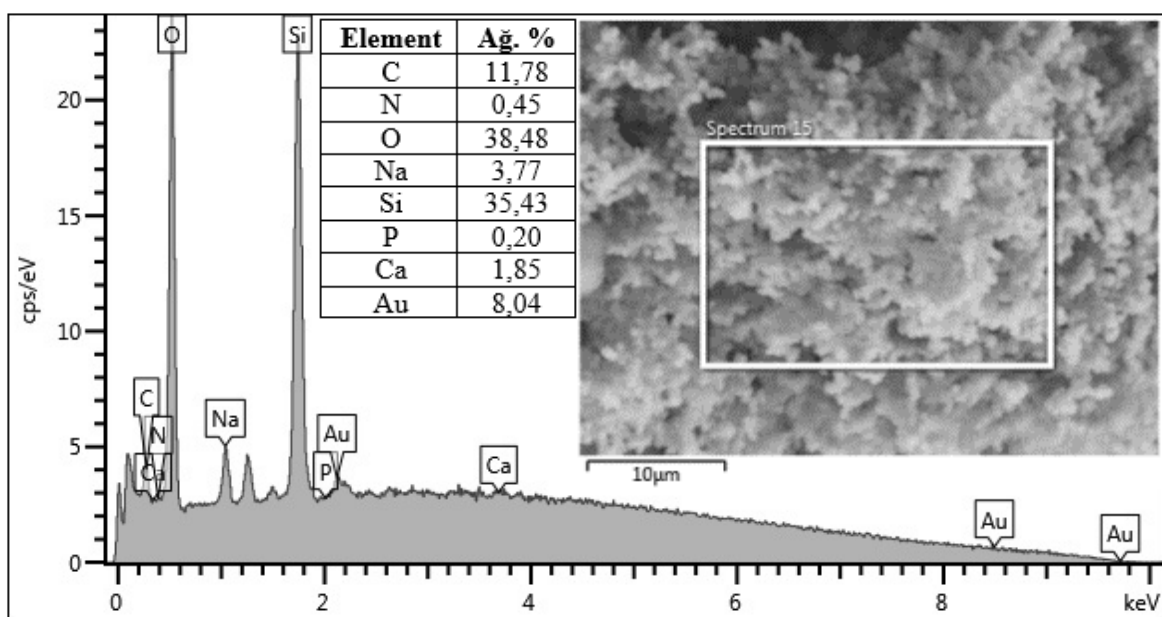 cps/eV
20
15
10
5
0
O
Si
C
N
Ca
Na
P
Au
Ca
Au
Au
0
2
4
6
8
keV
Element Ağ. %
C 11,78
N 0,45
O 38,48
Na 3,77
Si 35,43
P 0,20
Ca 1,85
Au 8,04
Spectrum 15
10µm